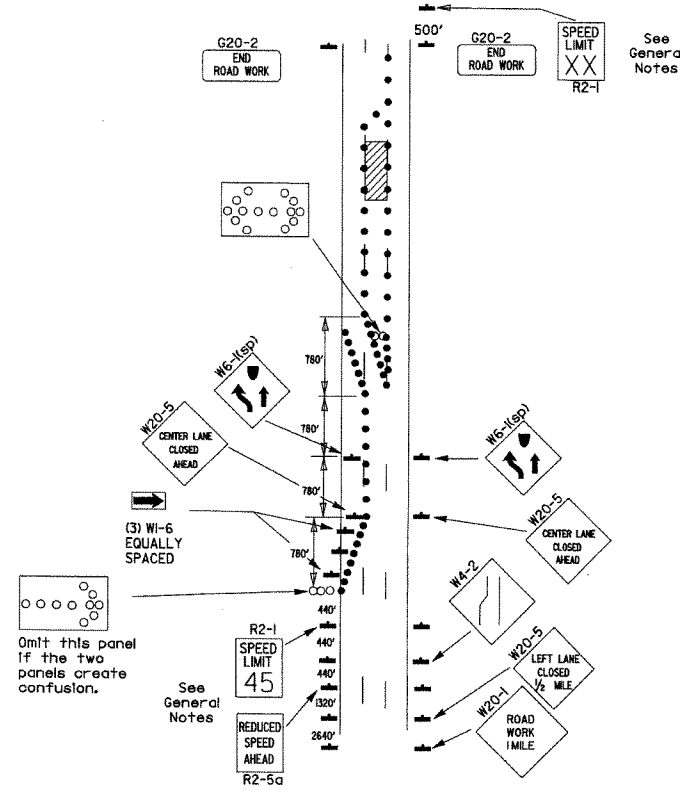 G20-2
END
ROAD WORK
500'
G20-2
END
ROAD WORK
SPEED
LIMIT
XX
R2-1
See
General
Notes
W6-1(sp)
780'
W20-5
CENTER LANE
CLOSED
AHEAD
780'
W6-1(sp)
780'
(3) W1-6
EQUALLY
SPACED
780'
W20-5
CENTER LANE
CLOSED
AHEAD
W4-2
Omit this panel
if the two
panels create
confusion.
440'
R2-1
SPEED
LIMIT
45
440'
440'
See
General
Notes
1320'
REDUCED
SPEED
AHEAD
R2-5a
2640'
W20-5
LEFT LANE
CLOSED
1/2 MILE
W20-1
ROAD
WORK
1 MILE